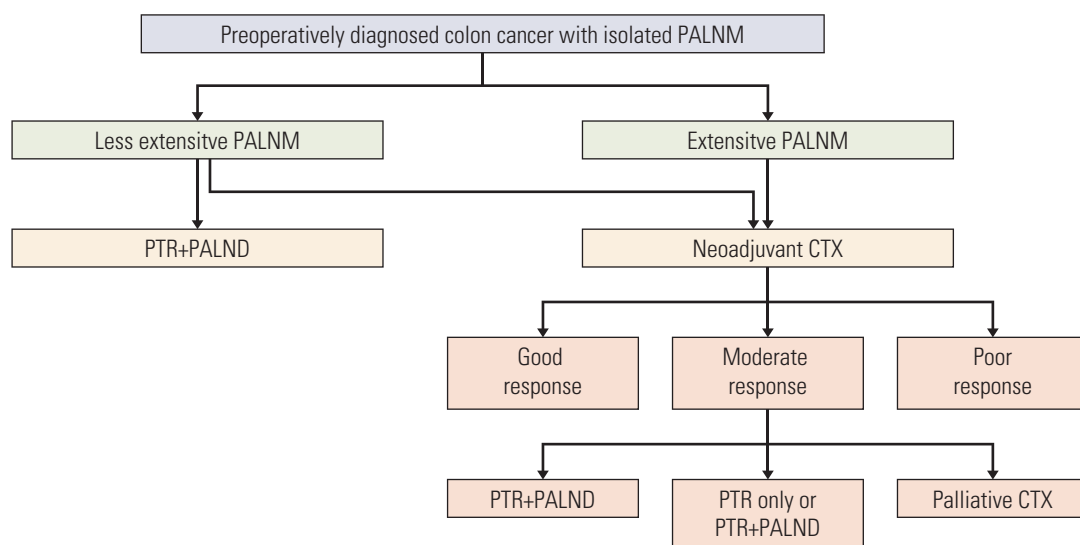 Preoperatively diagnosed colon cancer with isolated PALNM
Less extensitve PALNM
Extensitve PALNM
PTR+PALND
Neoadjuvant CTX
Good
response
Moderate
response
Poor
response
PTR+PALND
PTR only or
PTR+PALND
Palliative CTX